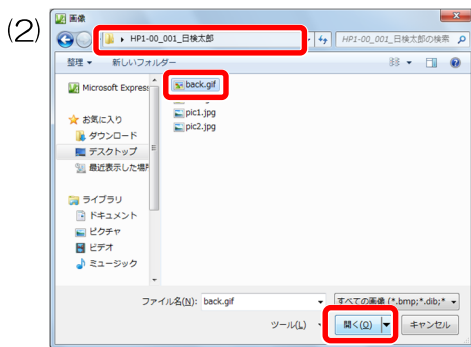 (2)
画像
HP1-00_001_日検太郎
HP1-00_001_日検太郎の検索
整理 新しいフォルダー
Microsoft Express
back.gif
pic1.jpg
pic2.jpg
お気に入り
ダウンロード
デスクトップ
最近表示した場所
ライブラリ
ドキュメント
ピクチャ
ビデオ
ミュージック
ファイル名(N): back.gif
すべての画像 (*.bmp;*.dib;*
ツール(L) 開く(O) キャンセル